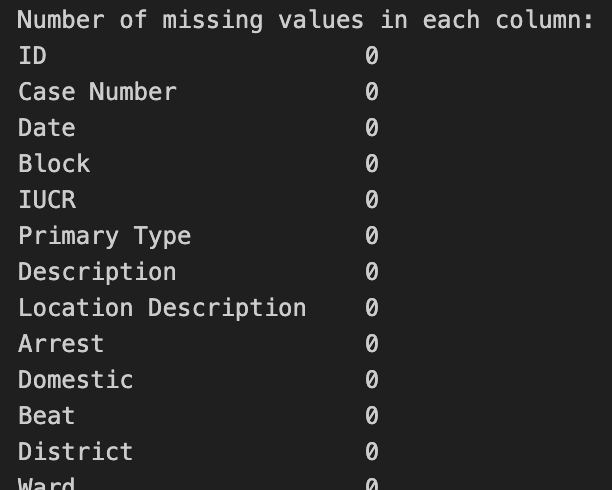 Number of missing values in each column:
ID 0
Case Number 0
Date 0
Block 0
IUCR 0
Primary Type 0
Description 0
Location Description 0
Arrest 0
Domestic 0
Beat 0
District 0
Ward 0